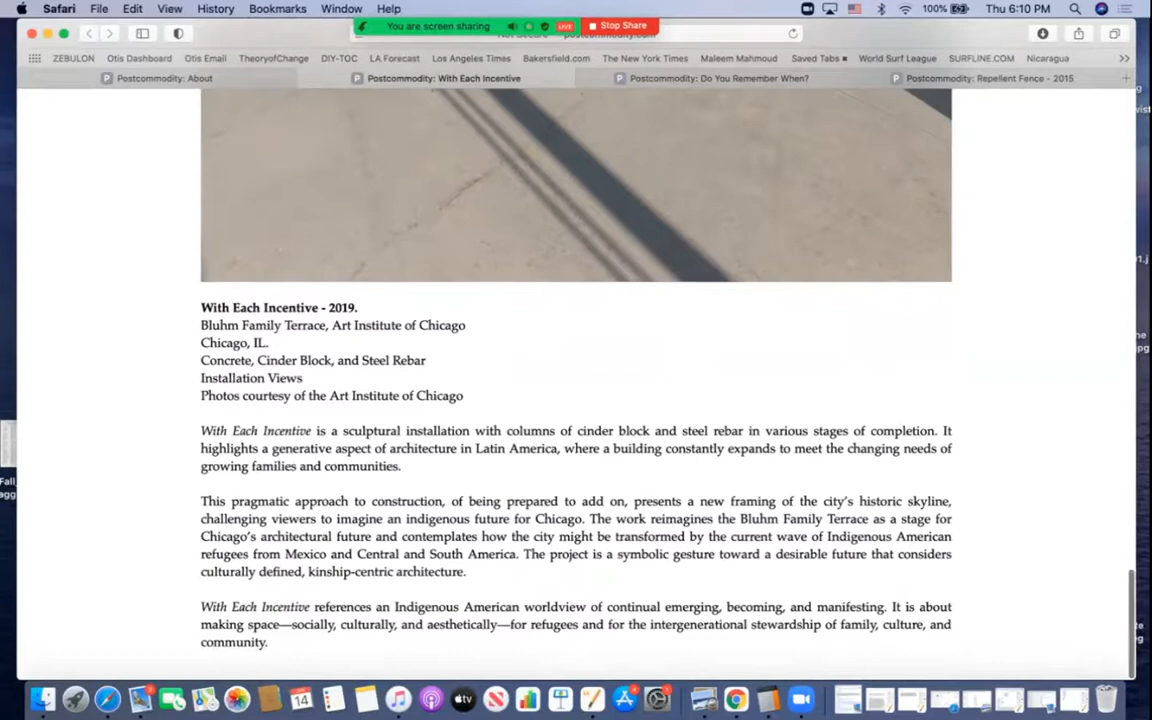 Safari File Edit View History Bookmarks Window Help 100% Thu 6:10 PM
You are screen sharing LIVE Stop Share
ZEBULON Otis Dashboard Otis Email TheoryofChange DIY-TOC LA Forecast Los Angeles Times Bakersfield.com The New York Times Maleem Mahmoud Saved Tabs World Surf League SURFLINE.COM Nicaragua
Postcommodity: About Postcommodity: With Each Incentive Postcommodity: Do You Remember When? Postcommodity: Repellent Fence - 2015
With Each Incentive - 2019.
Bluhm Family Terrace, Art Institute of Chicago
Chicago, IL.
Concrete, Cinder Block, and Steel Rebar
Installation Views
Photos courtesy of the Art Institute of Chicago
With Each Incentive is a sculptural installation with columns of cinder block and steel rebar in various stages of completion. It
highlights a generative aspect of architecture in Latin America, where a building constantly expands to meet the changing needs of
growing families and communities.
This pragmatic approach to construction, of being prepared to add on, presents a new framing of the city's historic skyline,
challenging viewers to imagine an indigenous future for Chicago. The work reimagines the Bluhm Family Terrace as a stage for
Chicago's architectural future and contemplates how the city might be transformed by the current wave of Indigenous American
refugees from Mexico and Central and South America. The project is a symbolic gesture toward a desirable future that considers
culturally defined, kinship-centric architecture.
With Each Incentive references an Indigenous American worldview of continual emerging, becoming, and manifesting. It is about
making space—socially, culturally, and aesthetically—for refugees and for the intergenerational stewardship of family, culture, and
community.
14
tv